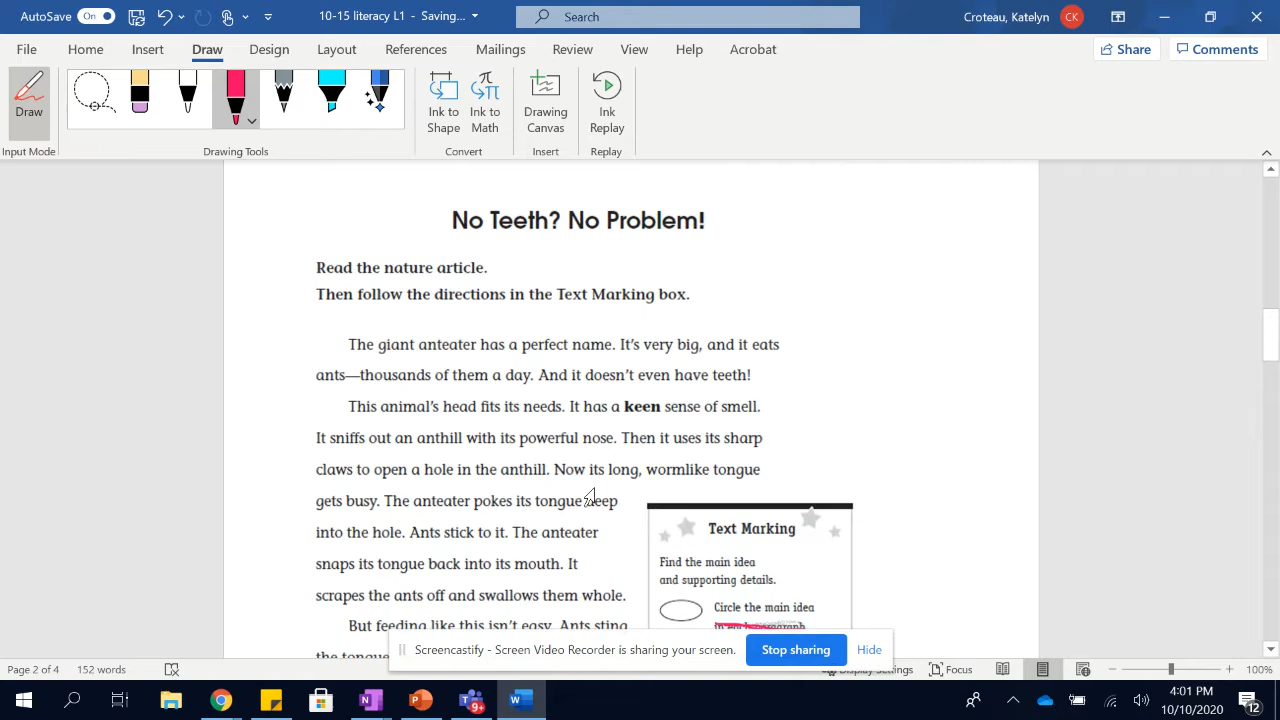 AutoSave On 10-15 literacy L1 - Saving... Search Croteau, Katelyn CK
File Home Insert Draw Design Layout References Mailings Review View Help Acrobat Share Comments
Draw
Ink to Shape
Ink to Math
Drawing Canvas
Ink Replay
Input Mode Drawing Tools Convert Insert Replay
No Teeth? No Problem!
Read the nature article.
Then follow the directions in the Text Marking box.
The giant anteater has a perfect name. It's very big, and it eats
ants—thousands of them a day. And it doesn't even have teeth!
This animal's head fits its needs. It has a keen sense of smell.
It sniffs out an anthill with its powerful nose. Then it uses its sharp
claws to open a hole in the anthill. Now its long, wormlike tongue
gets busy. The anteater pokes its tongue deep
into the hole. Ants stick to it. The anteater
snaps its tongue back into its mouth. It
scrapes the ants off and swallows them whole.
But feeding like this isn't easy. Ants sting
the tongue
Text Marking
Find the main idea
and supporting details.
Circle the main idea
in each paragraph
Screencastify - Screen Video Recorder is sharing your screen. Stop sharing Hide
Page 2 of 4 152 words Display Settings Focus 100%
9+
4:01 PM
10/10/2020
12